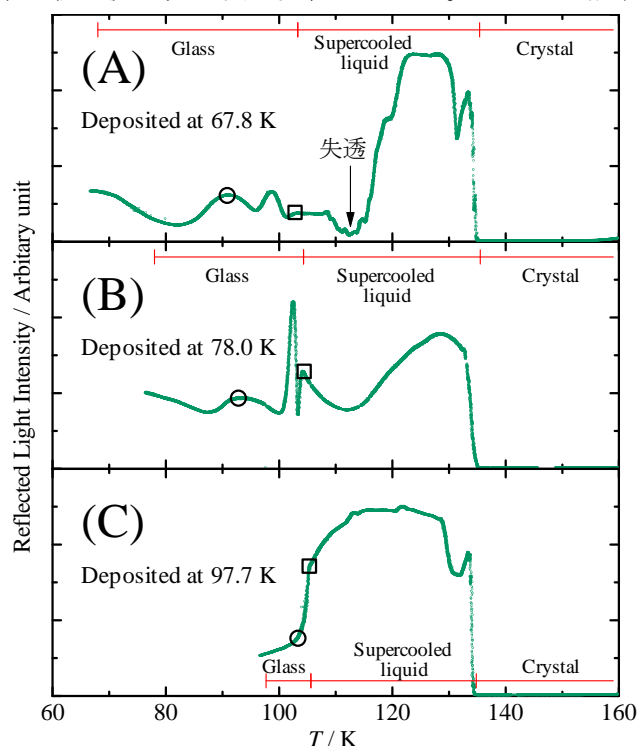 Glass
Supercooled
liquid
Crystal
(A)
Deposited at 67.8 K
失透
Glass
Supercooled
liquid
Crystal
(B)
Deposited at 78.0 K
(C)
Deposited at 97.7 K
Glass
Supercooled
liquid
Crystal
60
80
100
120
140
160
T / K
Reflected Light Intensity / Arbitary unit